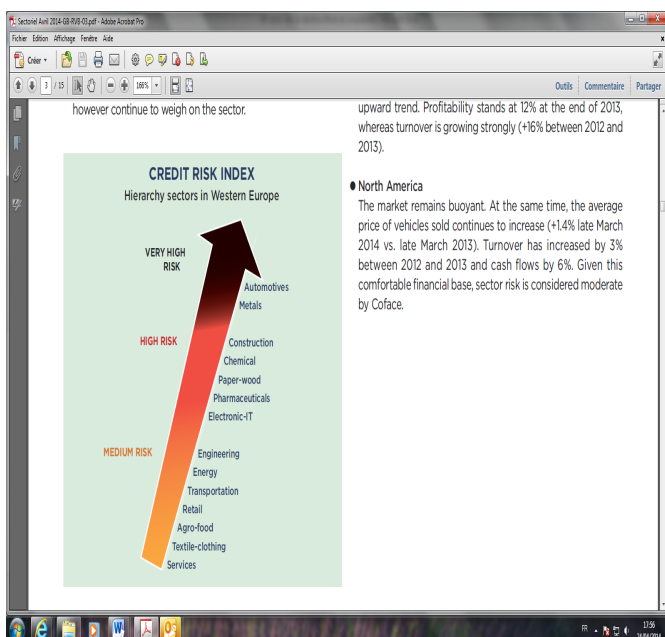 Sectoriel Avril 2014-GB-RVB-03.pdf - Adobe Acrobat Pro
Fichier Edition Affichage Fenêtre Aide
Créer
3 / 15 166% Outils Commentaire Partager
however continue to weigh on the sector.
CREDIT RISK INDEX
Hierarchy sectors in Western Europe
VERY HIGH
RISK
Automotives
Metals
HIGH RISK
Construction
Chemical
Paper-wood
Pharmaceuticals
Electronic-IT
MEDIUM RISK
Engineering
Energy
Transportation
Retail
Agro-food
Textile-clothing
Services
upward trend. Profitability stands at 12% at the end of 2013,
whereas turnover is growing strongly (+16% between 2012 and
2013).
● North America
The market remains buoyant. At the same time, the average
price of vehicles sold continues to increase (+1.4% late March
2014 vs. late March 2013). Turnover has increased by 3%
between 2012 and 2013 and cash flows by 6%. Given this
comfortable financial base, sector risk is considered moderate
by Coface.
FR 17:56